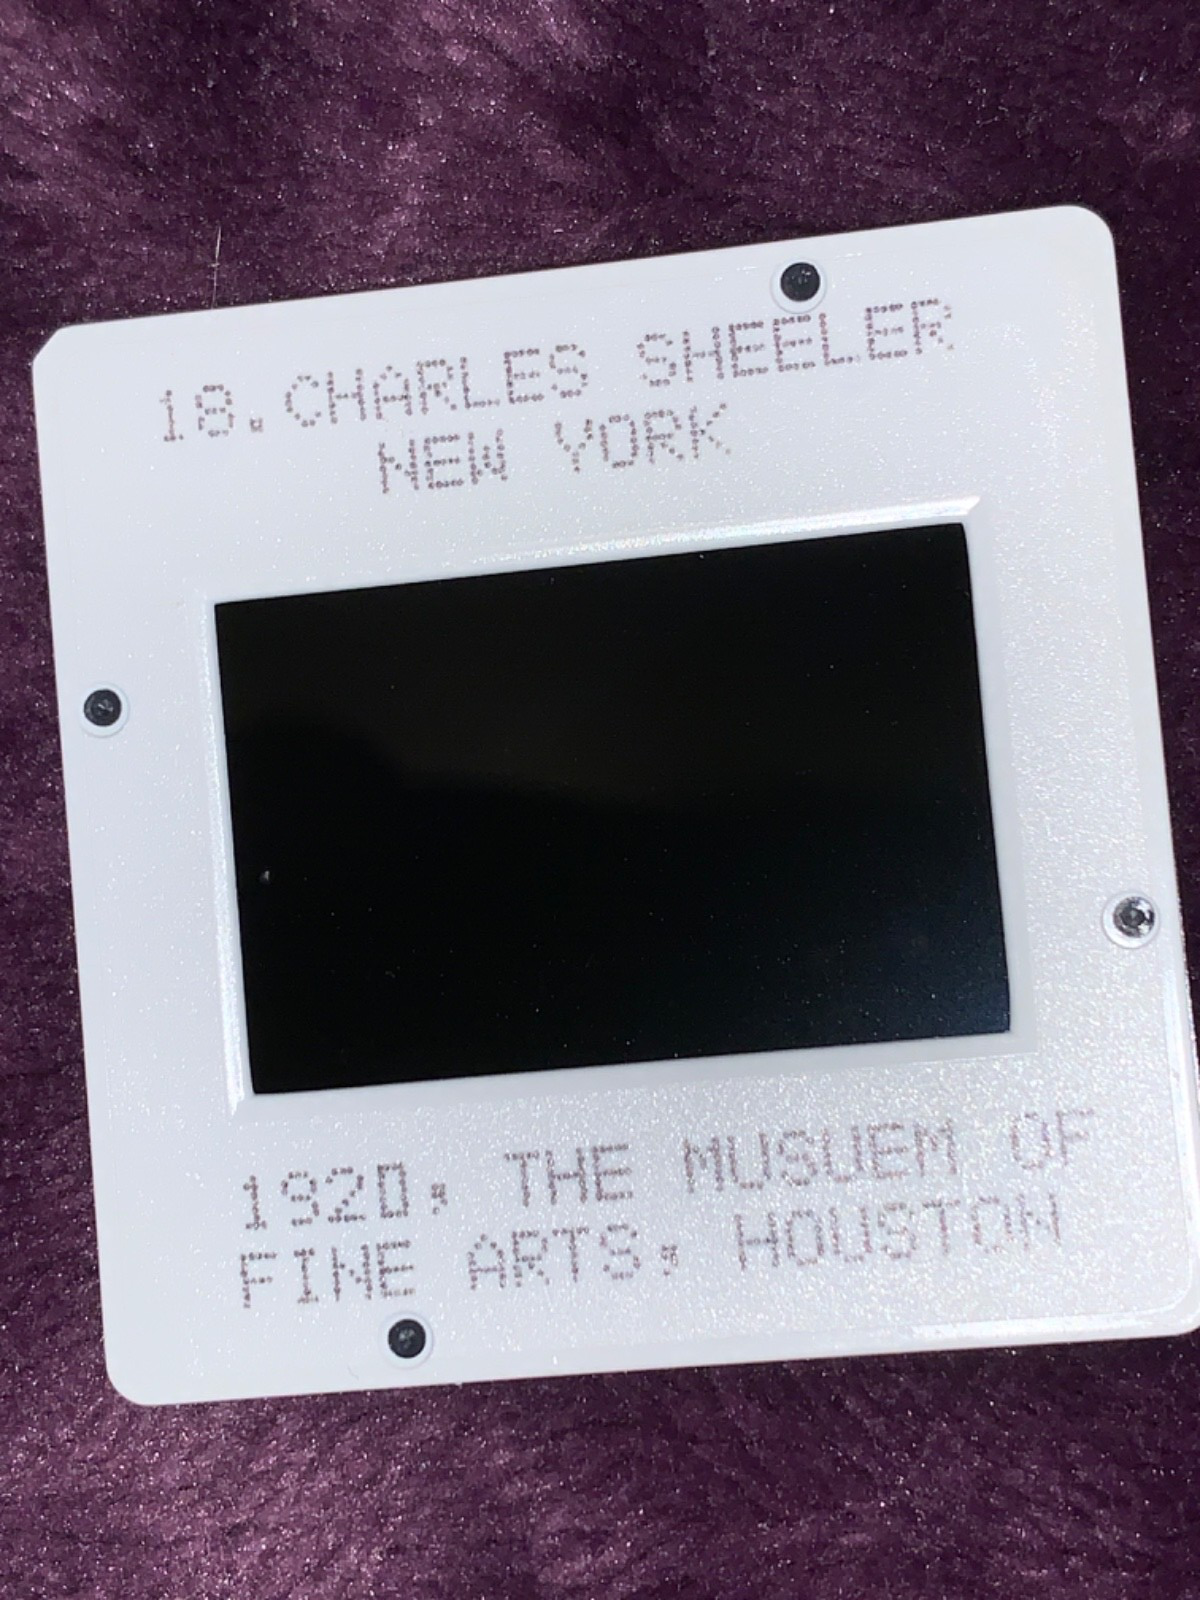 18.CHARLES SHEELER
NEW YORK
1920, THE MUSUEM OF
FINE ARTS, HOUSTON